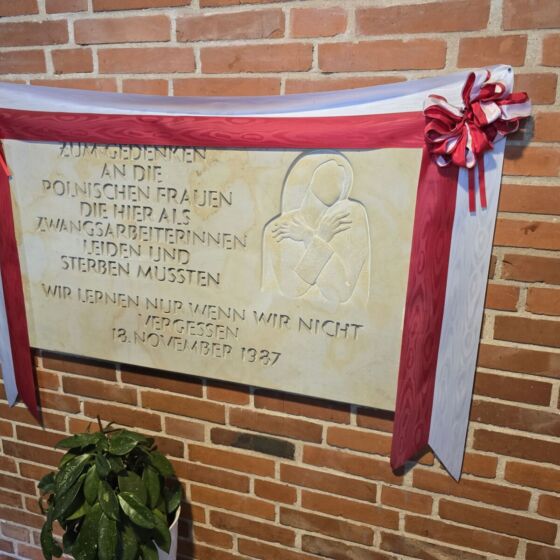 ZUM GEDENKEN
AN DIE
POLNISCHEN FRAUEN
DIE HIER ALS
ZWANGSARBEITERINNEN
LEIDEN UND
STERBEN MUSSTEN
WIR LERNEN NUR WENN WIR NICHT
VERGESSEN
18. NOVEMBER 1987